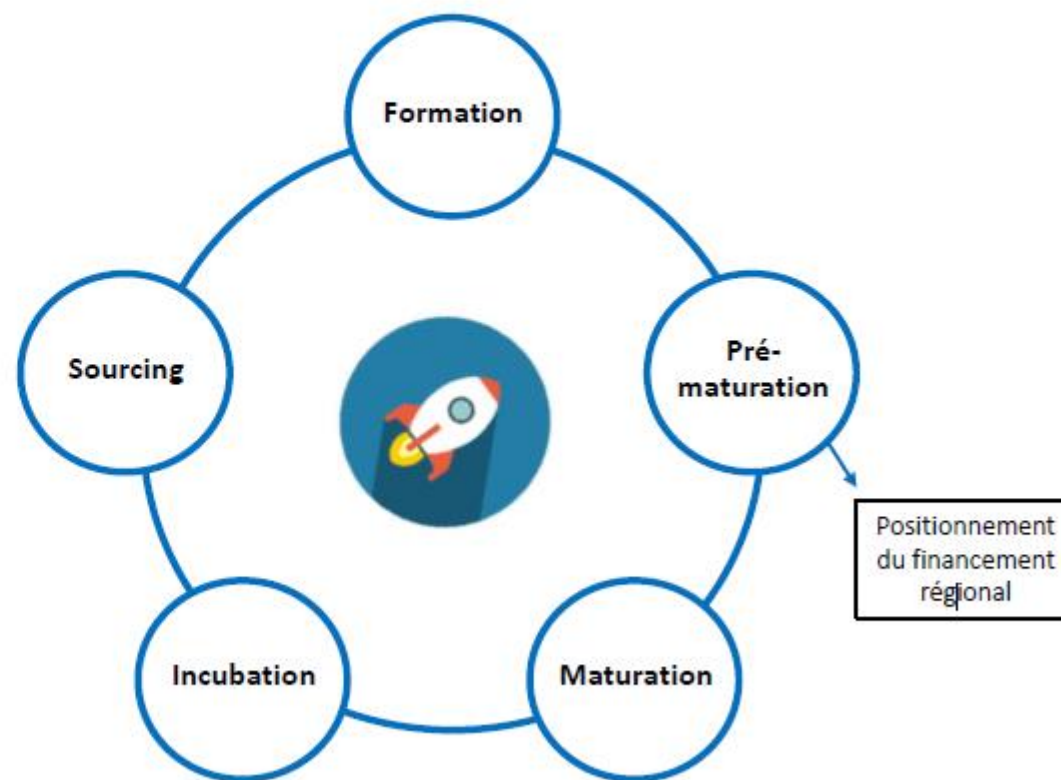 Formation
Sourcing
Pré-
maturation
Positionnement
du financement
régional
Incubation
Maturation